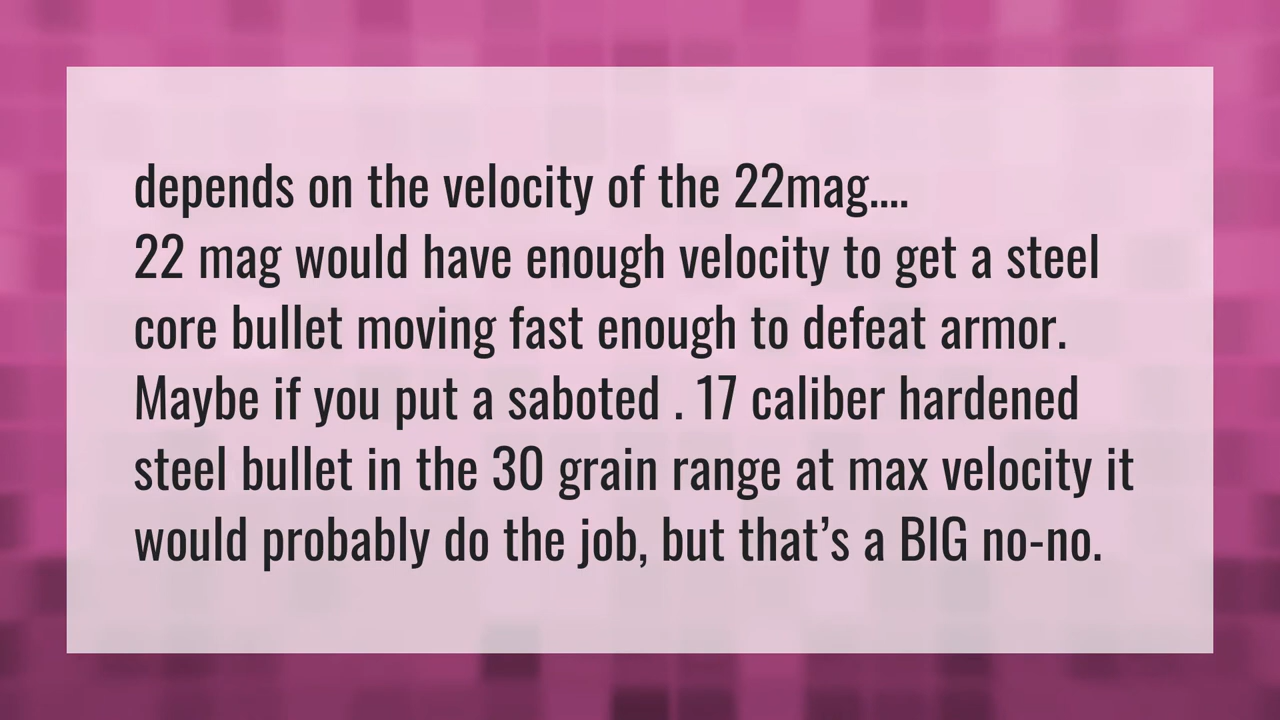 depends on the velocity of the 22mag....
22 mag would have enough velocity to get a steel
core bullet moving fast enough to defeat armor.
Maybe if you put a saboted . 17 caliber hardened
steel bullet in the 30 grain range at max velocity it
would probably do the job, but that’s a BIG no-no.